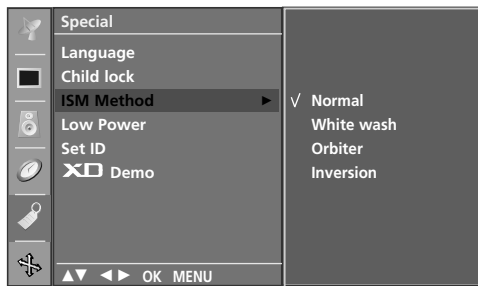 Special
Language
Child lock
ISM Method ►
Low Power
Set ID
XD Demo
√ Normal
White wash
Orbiter
Inversion
▲▼ ◄► OK MENU